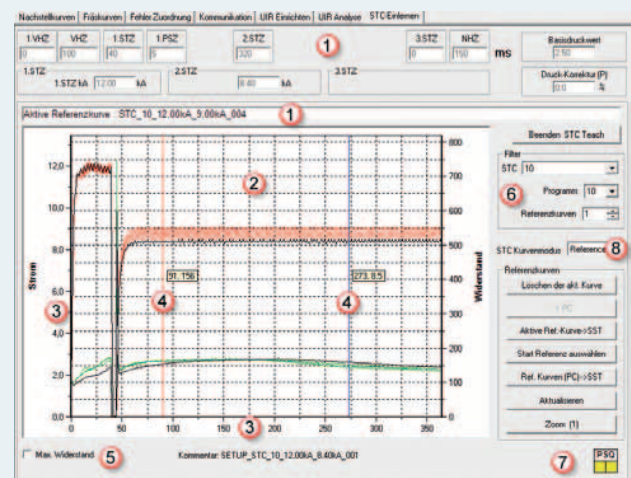 Nachstellkurven Fräskurven Fehler Zuordnung Kommunikation UIR Einrichten UIR Analyse STC-Einlernen
1.VHZ VHZ 1.STZ 1.PSZ 2.STZ 3.STZ NHZ
0 100 40 5 320 0 150 ms
Basisdruckwert
2.50
1.STZ 2.STZ 3.STZ
1.STZ kA 12.00 kA 8.40 kA
Druck-Korrektur (P)
0.0 %
1
Aktive Referenzkurve : STC_10_12.00kA_9.00kA_004
1
Beenden STC Teach
Filter
STC 10
Programm 10
Referenzkurven 1
6
STC Kurvenmodus Reference
8
Referenzkurven
Löschen der akt. Kurve
Aktive Ref.-Kurve->SST
Start Referenz auswählen
Ref. Kurven (PC)->SST
Aktualisieren
Zoom (1)
Strom
12,0
10,0
8,0
6,0
4,0
2,0
0,0
Widerstand
800
700
600
500
400
300
200
100
0
0 50 100 150 200 250 300 350
2
91, 156
273, 8.5
3
4
4
3
Max. Widerstand
5
Kommentar: SETUP_STC_10_12.00kA_8.40kA_001
7
PSQ